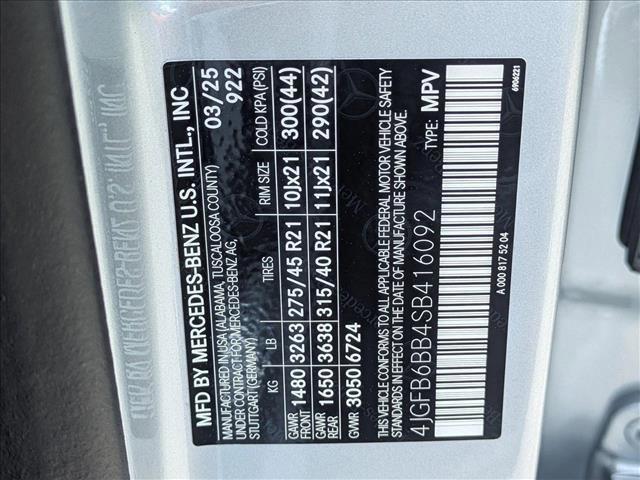 MFD BY MERCEDES-BENZ U.S. INTL., INC
IN USA(ALABAMA, TUSCALOOSA COUNTY) 03/25
UNDER CONTRACT FOR MERCEDES-BENZ AG, 922
STUTTGART(GERMANY)
KG LB TIRES RIM SIZE COLD KPA (PSI)
GAWR FRONT 1480 3263 275/45 R21 10Jx21 300(44)
GAWR REAR 1650 3638 315/40 R21 11Jx21 290(42)
GVWR 3050 6724
THIS VEHICLE CONFORMS TO ALL APPLICABLE FEDERAL MOTOR VEHICLE SAFETY
AND THEFT PREVENTION STANDARDS IN EFFECT ON THE DATE OF MANUFACTURE SHOWN ABOVE.
4JGFB6BB4SB416092 TYPE: MPV
A 000 817 52 04 6906221